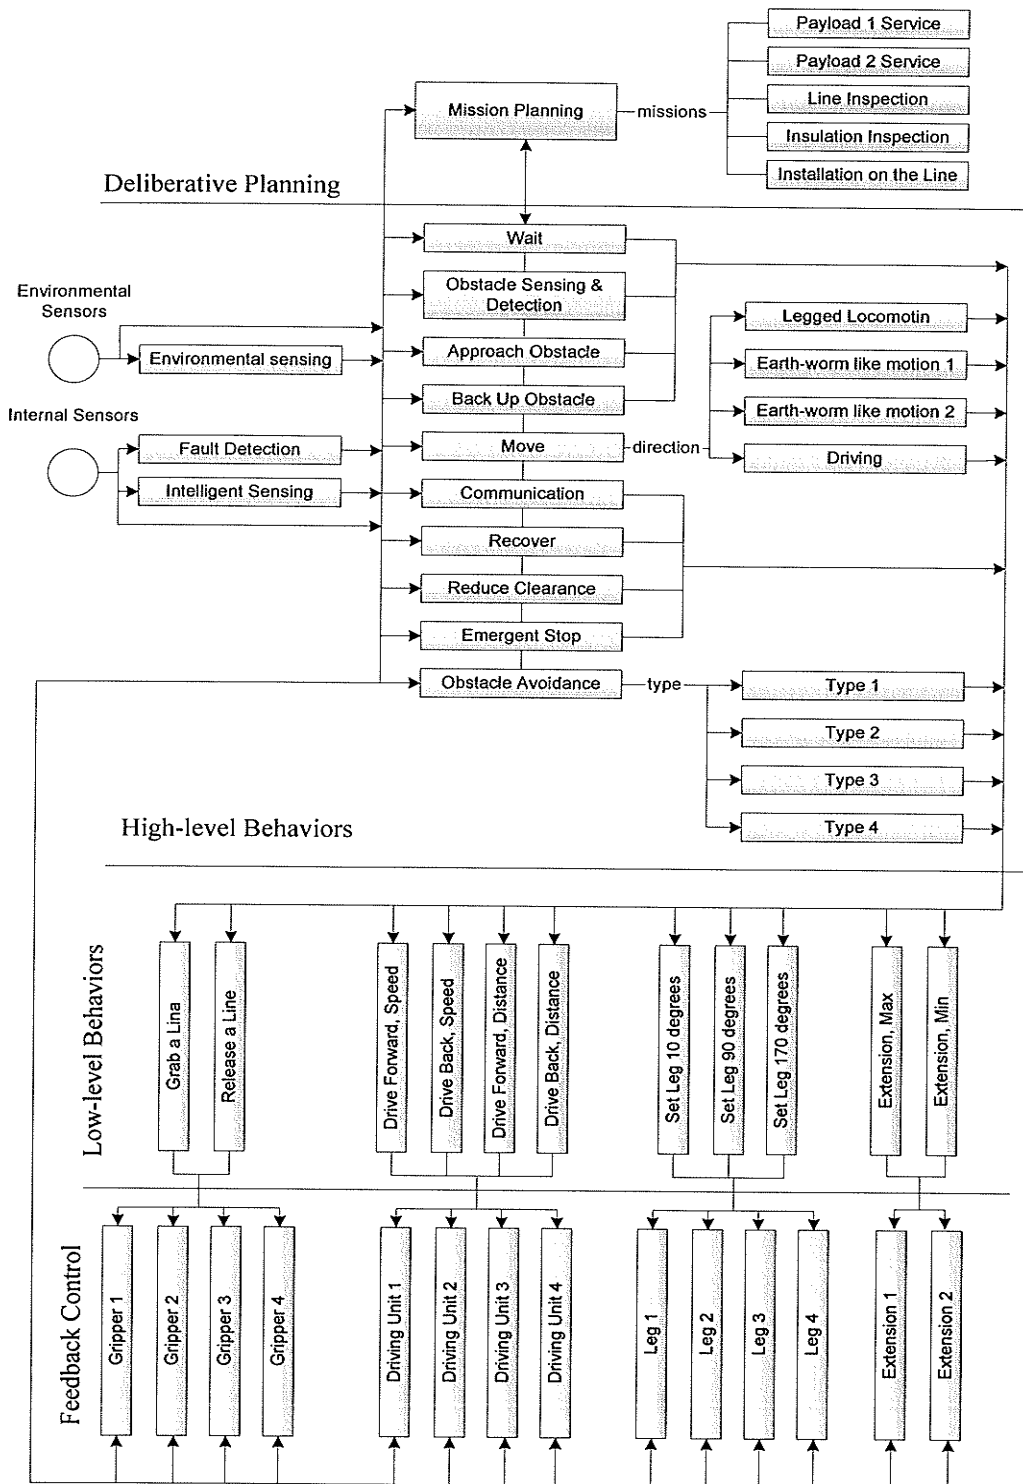 Payload 1 Service
Payload 2 Service
Mission Planning
missions
Line Inspection
Insulation Inspection
Installation on the Line
Deliberative Planning
Wait
Environmental
Sensors
Obstacle Sensing &
Detection
Legged Locomotin
Environmental sensing
Approach Obstacle
Earth-worm like motion 1
Back Up Obstacle
Earth-worm like motion 2
Internal Sensors
Fault Detection
Move
direction
Driving
Intelligent Sensing
Communication
Recover
Reduce Clearance
Emergent Stop
Obstacle Avoidance
type
Type 1
Type 2
Type 3
Type 4
High-level Behaviors
Low-level Behaviors
Grab a Lina
Release a Line
Drive Forward, Speed
Drive Back, Speed
Drive Forward, Distance
Drive Back, Distance
Set Leg 10 degrees
Set Leg 90 degrees
Set Leg 170 degrees
Extension, Max
Extension, Min
Feedback Control
Gripper 1
Gripper 2
Gripper 3
Gripper 4
Driving Unit 1
Driving Unit 2
Driving Unit 3
Driving Unit 4
Leg 1
Leg 2
Leg 3
Leg 4
Extension 1
Extension 2